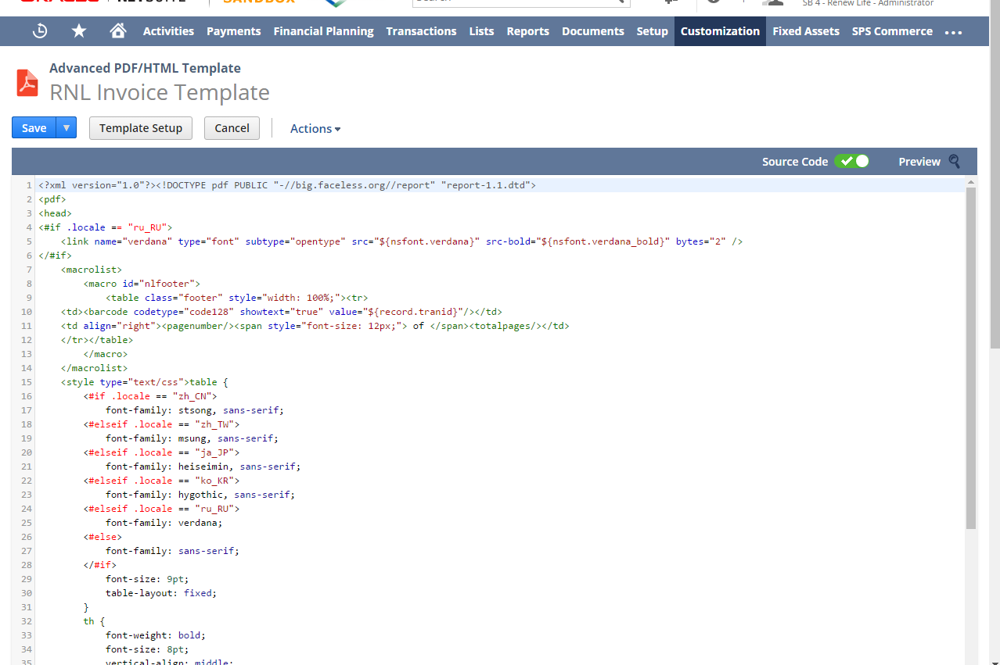 SANDBOX
SB 4 - Renew Life - Administrator
Activities Payments Financial Planning Transactions Lists Reports Documents Setup Customization Fixed Assets SPS Commerce
Advanced PDF/HTML Template
RNL Invoice Template
Save Template Setup Cancel Actions
Source Code Preview
1 <?xml version="1.0"?><!DOCTYPE pdf PUBLIC "-//big.faceless.org//report" "report-1.1.dtd">
2 <pdf>
3 <head>
4 <#if .locale == "ru_RU">
5 <link name="verdana" type="font" subtype="opentype" src="${nsfont.verdana}" src-bold="${nsfont.verdana_bold}" bytes="2" />
6 </#if>
7 <macrolist>
8 <macro id="nlfooter">
9 <table class="footer" style="width: 100%;"><tr>
10 <td><barcode codetype="code128" showtext="true" value="${record.tranid}"/></td>
11 <td align="right"><pagenumber/><span style="font-size: 12px;"> of </span><totalpages/></td>
12 </tr></table>
13 </macro>
14 </macrolist>
15 <style type="text/css">table {
16 <#if .locale == "zh_CN">
17 font-family: stsong, sans-serif;
18 <#elseif .locale == "zh_TW">
19 font-family: msung, sans-serif;
20 <#elseif .locale == "ja_JP">
21 font-family: heiseimin, sans-serif;
22 <#elseif .locale == "ko_KR">
23 font-family: hygothic, sans-serif;
24 <#elseif .locale == "ru_RU">
25 font-family: verdana;
26 <#else>
27 font-family: sans-serif;
28 </#if>
29 font-size: 9pt;
30 table-layout: fixed;
31 }
32 th {
33 font-weight: bold;
34 font-size: 8pt;
35 vertical-align: middle;